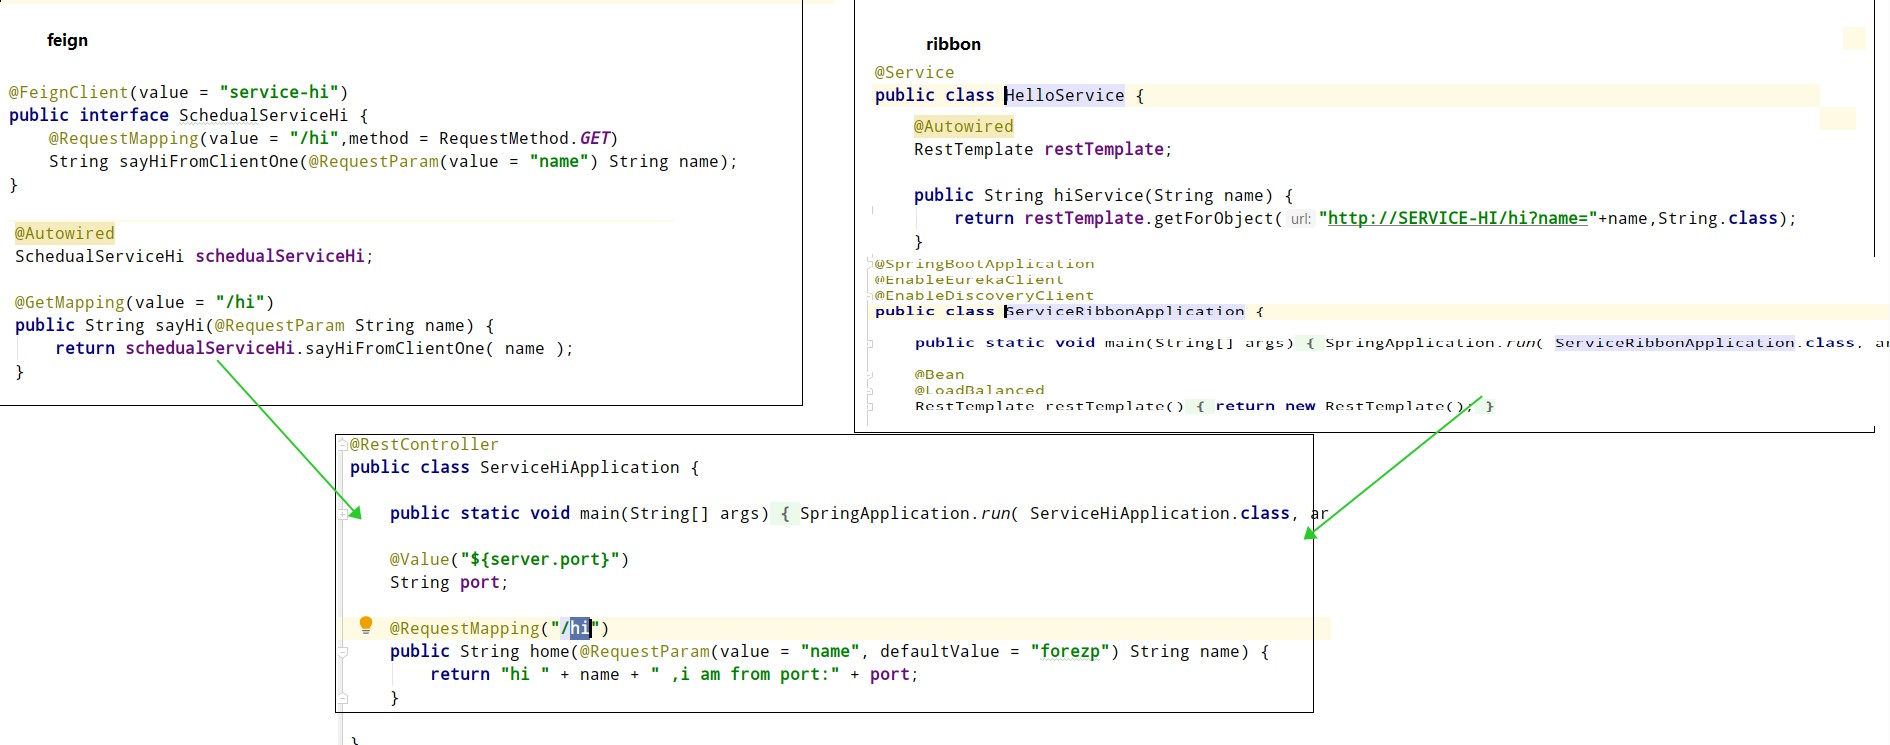 feign
@FeignClient(value = "service-hi")
public interface SchedualServiceHi {
@RequestMapping(value = "/hi",method = RequestMethod.GET)
String sayHiFromClientOne(@RequestParam(value = "name") String name);
}
@Autowired
SchedualServiceHi schedualServiceHi;
@GetMapping(value = "/hi")
public String sayHi(@RequestParam String name) {
return schedualServiceHi.sayHiFromClientOne( name );
}
ribbon
@Service
public class HelloService {
@Autowired
RestTemplate restTemplate;
public String hiService(String name) {
return restTemplate.getForObject( url: "http://SERVICE-HI/hi?name="+name,String.class);
}
@SpringBootApplication
@EnableEurekaClient
@EnableDiscoveryClient
public class ServiceRibbonApplication {
public static void main(String[] args) { SpringApplication.run( ServiceRibbonApplication.class, ar
@Bean
@LoadBalanced
RestTemplate restTemplate() { return new RestTemplate(); }
@RestController
public class ServiceHiApplication {
public static void main(String[] args) { SpringApplication.run( ServiceHiApplication.class, ar
@Value("${server.port}")
String port;
@RequestMapping("/hi")
public String home(@RequestParam(value = "name", defaultValue = "forezp") String name) {
return "hi " + name + " ,i am from port:" + port;
}
}